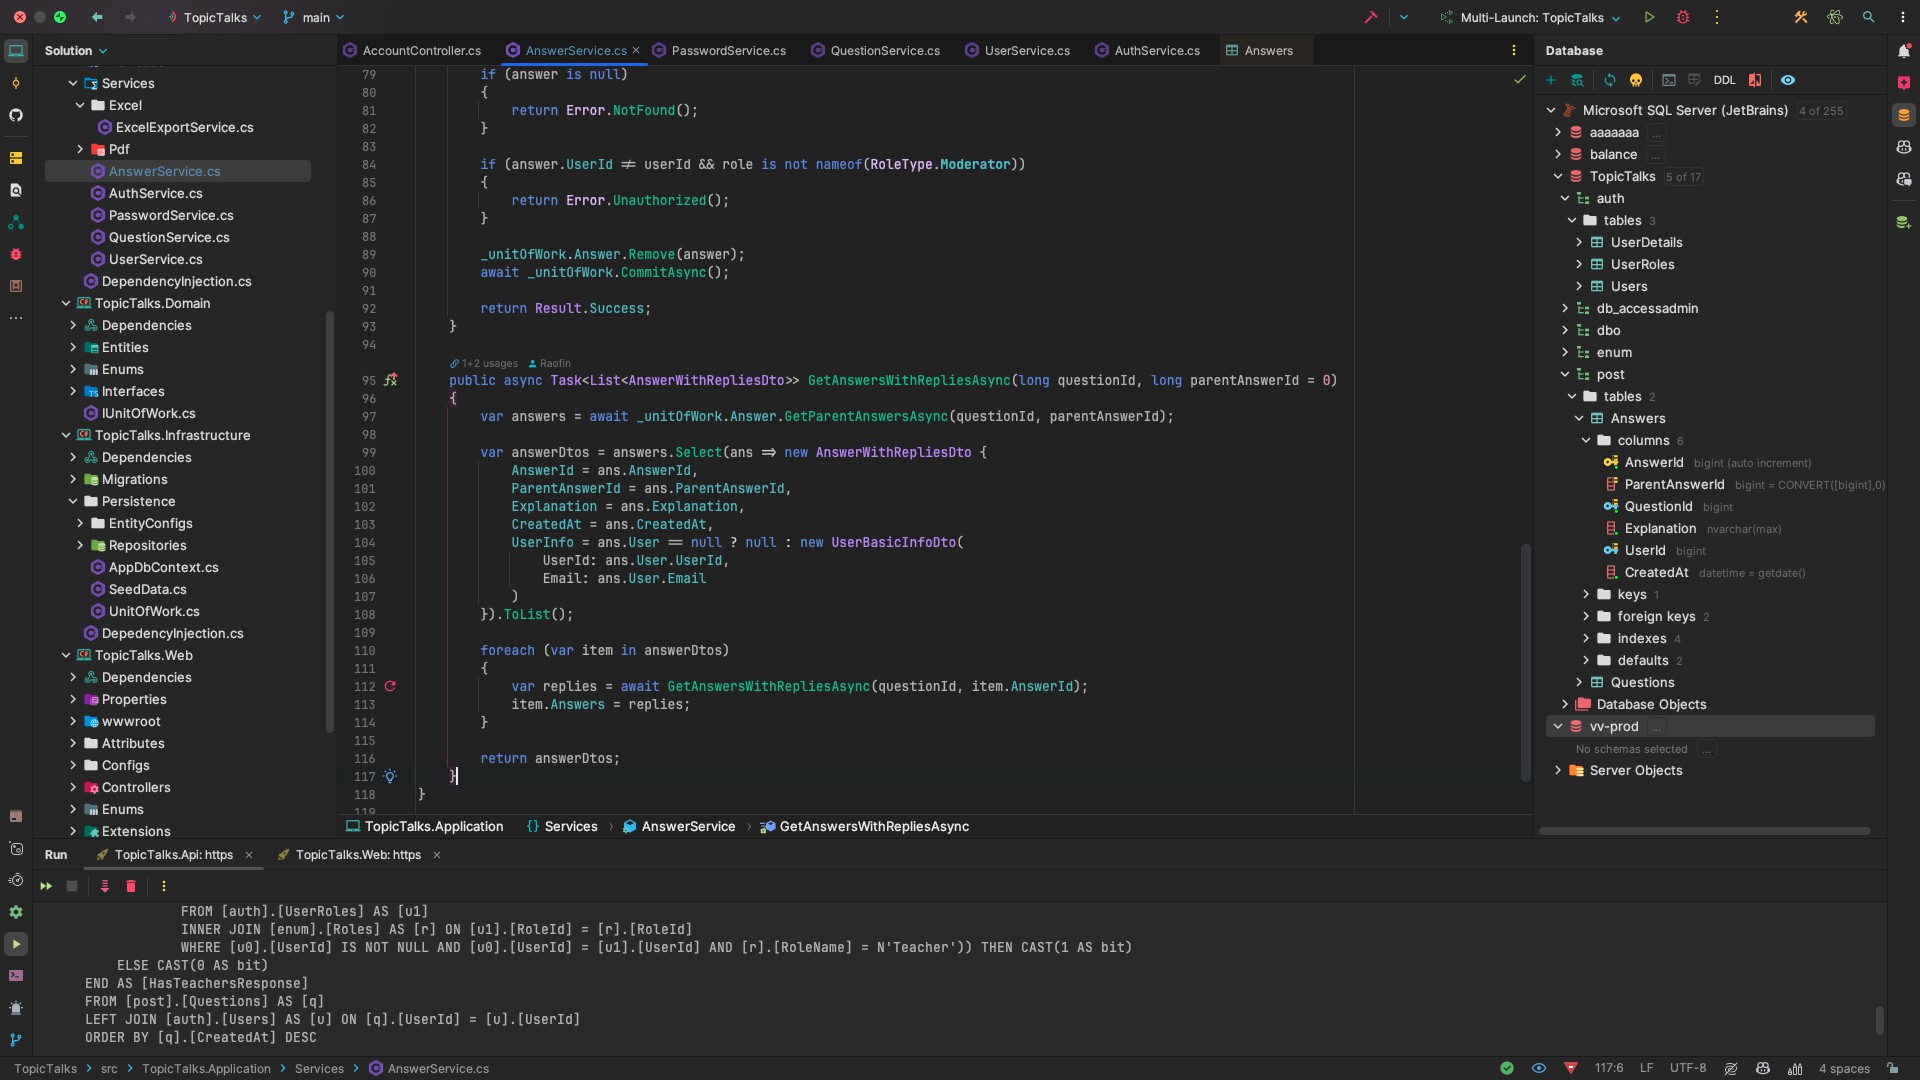 TopicTalks
main
Multi-Launch: TopicTalks
Solution
Services
Excel
ExcelExportService.cs
Pdf
AnswerService.cs
AuthService.cs
PasswordService.cs
QuestionService.cs
UserService.cs
DependencyInjection.cs
TopicTalks.Domain
Dependencies
Entities
Enums
Interfaces
IUnitOfWork.cs
TopicTalks.Infrastructure
Dependencies
Migrations
Persistence
EntityConfigs
Repositories
AppDbContext.cs
SeedData.cs
UnitOfWork.cs
DepedencyInjection.cs
TopicTalks.Web
Dependencies
Properties
wwwroot
Attributes
Configs
Controllers
Enums
Extensions
AccountController.cs
AnswerService.cs
PasswordService.cs
QuestionService.cs
UserService.cs
AuthService.cs
Answers
79 if (answer is null)
80 {
81 return Error.NotFound();
82 }
83
84 if (answer.UserId ≠ userId && role is not nameof(RoleType.Moderator))
85 {
86 return Error.Unauthorized();
87 }
88
89 _unitOfWork.Answer.Remove(answer);
90 await _unitOfWork.CommitAsync();
91
92 return Result.Success;
93 }
94
1+2 usages Raofin
95 public async Task<List<AnswerWithRepliesDto>> GetAnswersWithRepliesAsync(long questionId, long parentAnswerId = 0)
96 {
97 var answers = await _unitOfWork.Answer.GetParentAnswersAsync(questionId, parentAnswerId);
98
99 var answerDtos = answers.Select(ans ⇒ new AnswerWithRepliesDto {
100 AnswerId = ans.AnswerId,
101 ParentAnswerId = ans.ParentAnswerId,
102 Explanation = ans.Explanation,
103 CreatedAt = ans.CreatedAt,
104 UserInfo = ans.User == null ? null : new UserBasicInfoDto(
105 UserId: ans.User.UserId,
106 Email: ans.User.Email
107 )
108 }).ToList();
109
110 foreach (var item in answerDtos)
111 {
112 var replies = await GetAnswersWithRepliesAsync(questionId, item.AnswerId);
113 item.Answers = replies;
114 }
115
116 return answerDtos;
117 }
118 }
119
TopicTalks.Application {} Services > AnswerService > GetAnswersWithRepliesAsync
Database
DDL
Microsoft SQL Server (JetBrains) 4 of 255
aaaaaaa ...
balance ...
TopicTalks 5 of 17
auth
tables 3
UserDetails
UserRoles
Users
db_accessadmin
dbo
enum
post
tables 2
Answers
columns 6
AnswerId bigint (auto increment)
ParentAnswerId bigint = CONVERT([bigint],0)
QuestionId bigint
Explanation nvarchar(max)
UserId bigint
CreatedAt datetime = getdate()
keys 1
foreign keys 2
indexes 4
defaults 2
Questions
Database Objects
vv-prod ...
No schemas selected ...
Server Objects
Run
TopicTalks.Api: https
TopicTalks.Web: https
FROM [auth].[UserRoles] AS [u1]
INNER JOIN [enum].[Roles] AS [r] ON [u1].[RoleId] = [r].[RoleId]
WHERE [u0].[UserId] IS NOT NULL AND [u0].[UserId] = [u1].[UserId] AND [r].[RoleName] = N'Teacher')) THEN CAST(1 AS bit)
ELSE CAST(0 AS bit)
END AS [HasTeachersResponse]
FROM [post].[Questions] AS [q]
LEFT JOIN [auth].[Users] AS [u] ON [q].[UserId] = [u].[UserId]
ORDER BY [q].[CreatedAt] DESC
TopicTalks > src > TopicTalks.Application > Services > AnswerService.cs
117:6 LF UTF-8 4 spaces